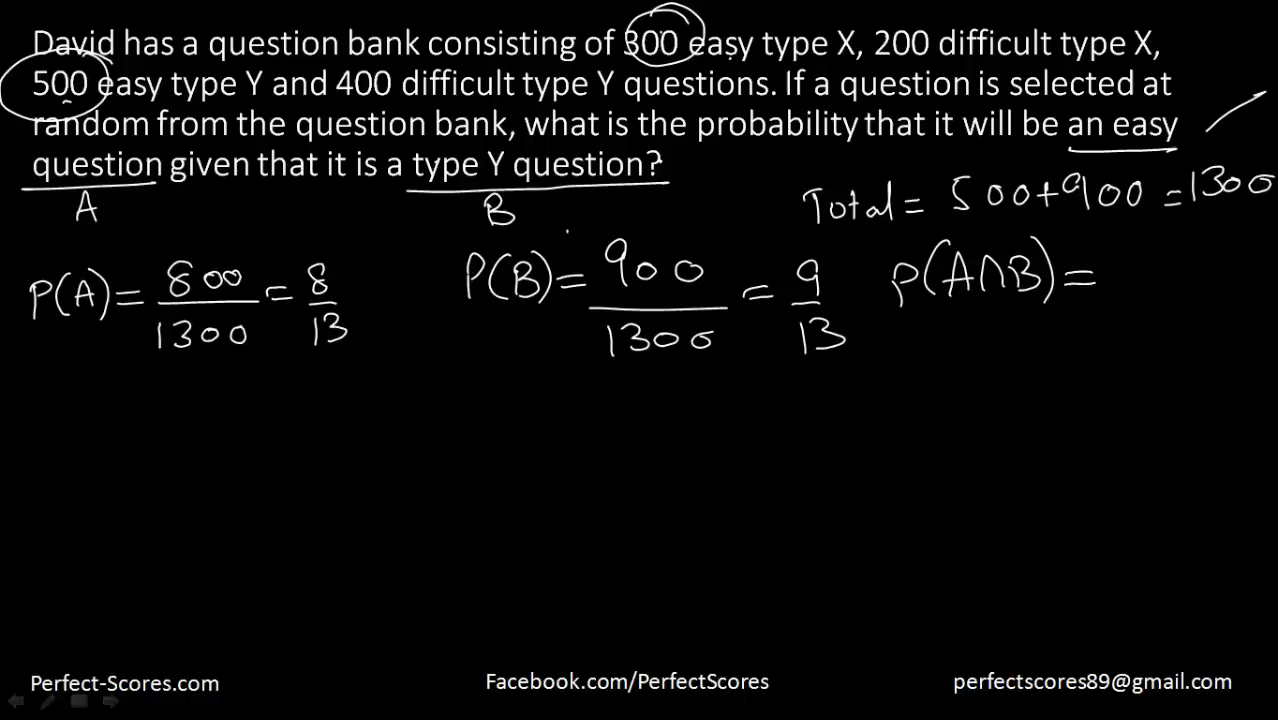 David has a question bank consisting of 300 easy type X, 200 difficult type X,
500 easy type Y and 400 difficult type Y questions. If a question is selected at
random from the question bank, what is the probability that it will be an easy
question given that it is a type Y question?
A B Total = 500+900 = 1300
P(A) = 800/1300 = 8/13 P(B) = 900/1300 = 9/13 P(A∩B) =
Perfect-Scores.com Facebook.com/PerfectScores perfectscores89@gmail.com